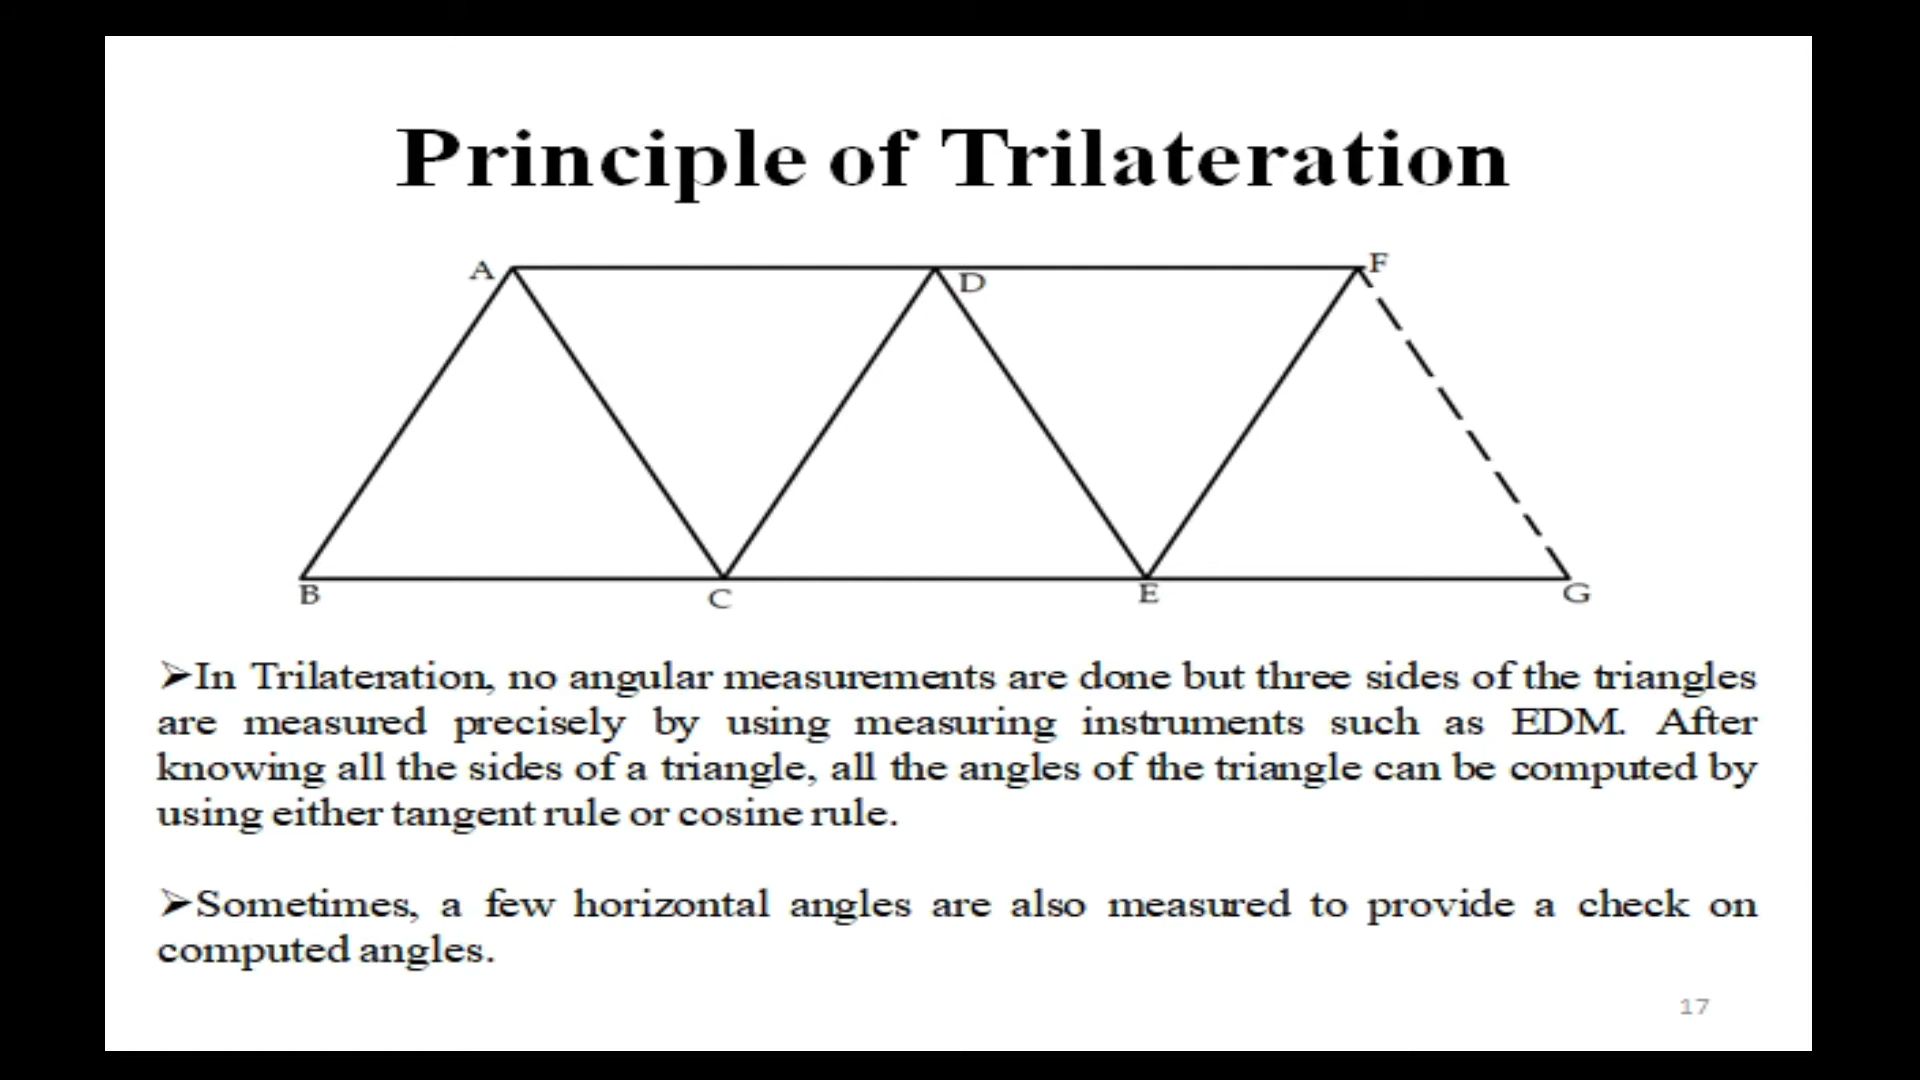 Principle of Trilateration
A
D
F
B
C
E
G
➢In Trilateration, no angular measurements are done but three sides of the triangles
are measured precisely by using measuring instruments such as EDM. After
knowing all the sides of a triangle, all the angles of the triangle can be computed by
using either tangent rule or cosine rule.
➢Sometimes, a few horizontal angles are also measured to provide a check on
computed angles.
17